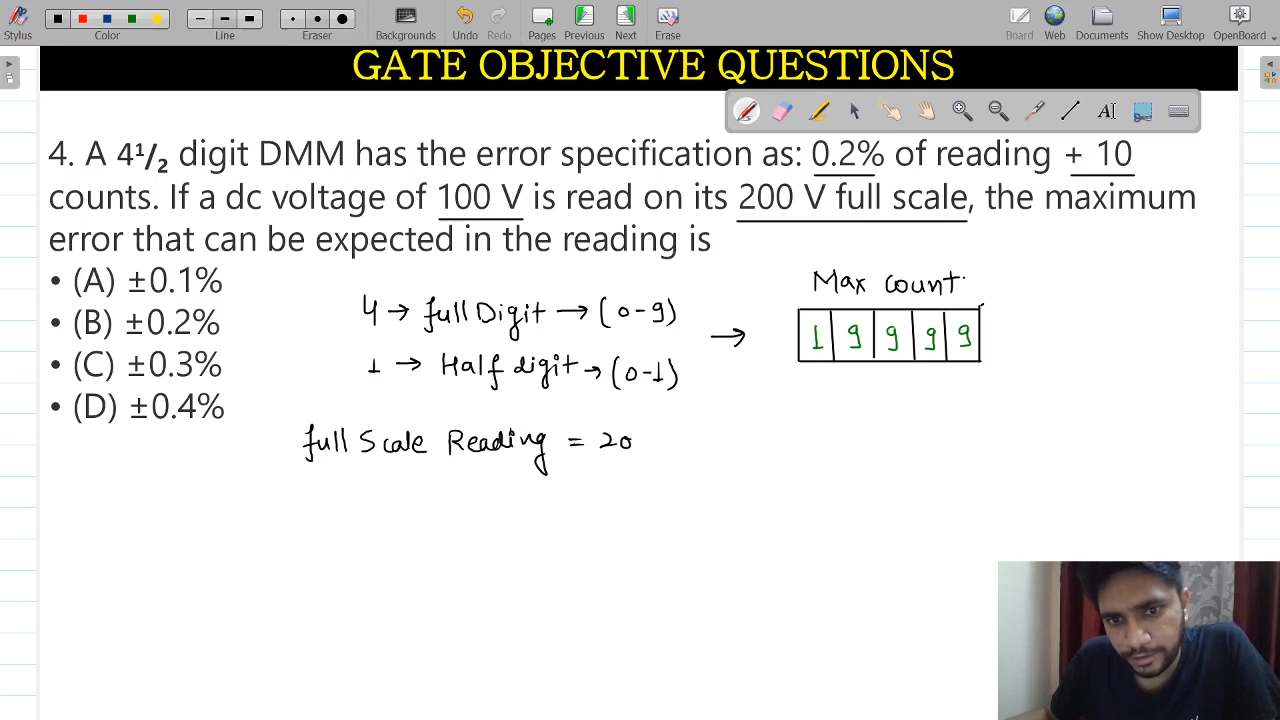 Stylus Color Line Eraser Backgrounds Undo Redo Pages Previous Next Erase Board Web Documents Show Desktop OpenBoard
GATE OBJECTIVE QUESTIONS
4. A 4¹/₂ digit DMM has the error specification as: 0.2% of reading + 10
counts. If a dc voltage of 100 V is read on its 200 V full scale, the maximum
error that can be expected in the reading is
• (A) ±0.1%
• (B) ±0.2%
• (C) ±0.3%
• (D) ±0.4%
4 → full Digit → (0-9)
1 → Half digit → (0-1)
→
Max count
1 9 9 9 9
full Scale Reading = 20